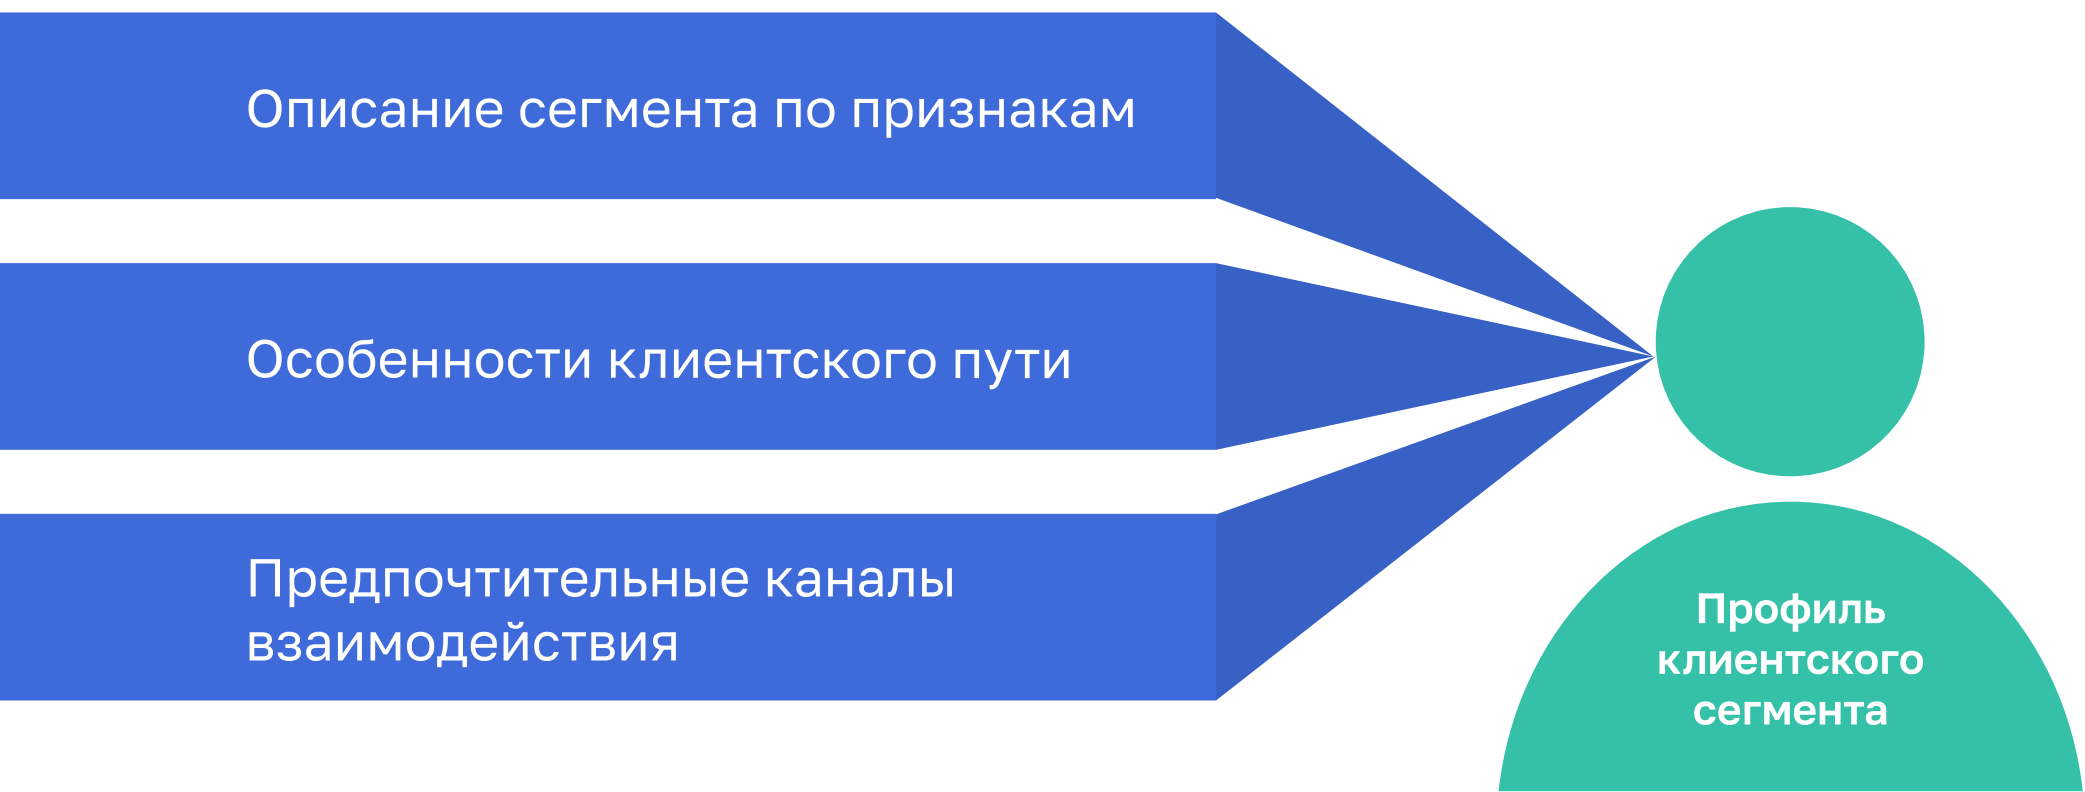 Описание сегмента по признакам
Особенности клиентского пути
Предпочтительные каналы
взаимодействия
Профиль
клиентского
сегмента